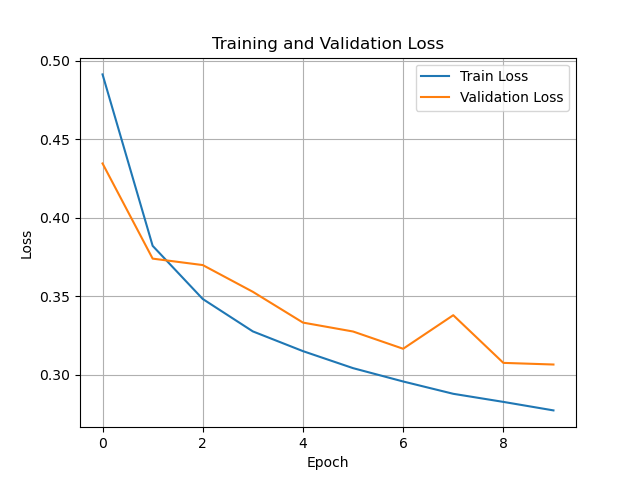 Training and Validation Loss
Train Loss
Validation Loss
0.50
0.45
0.40
0.35
0.30
Loss
0 2 4 6 8
Epoch